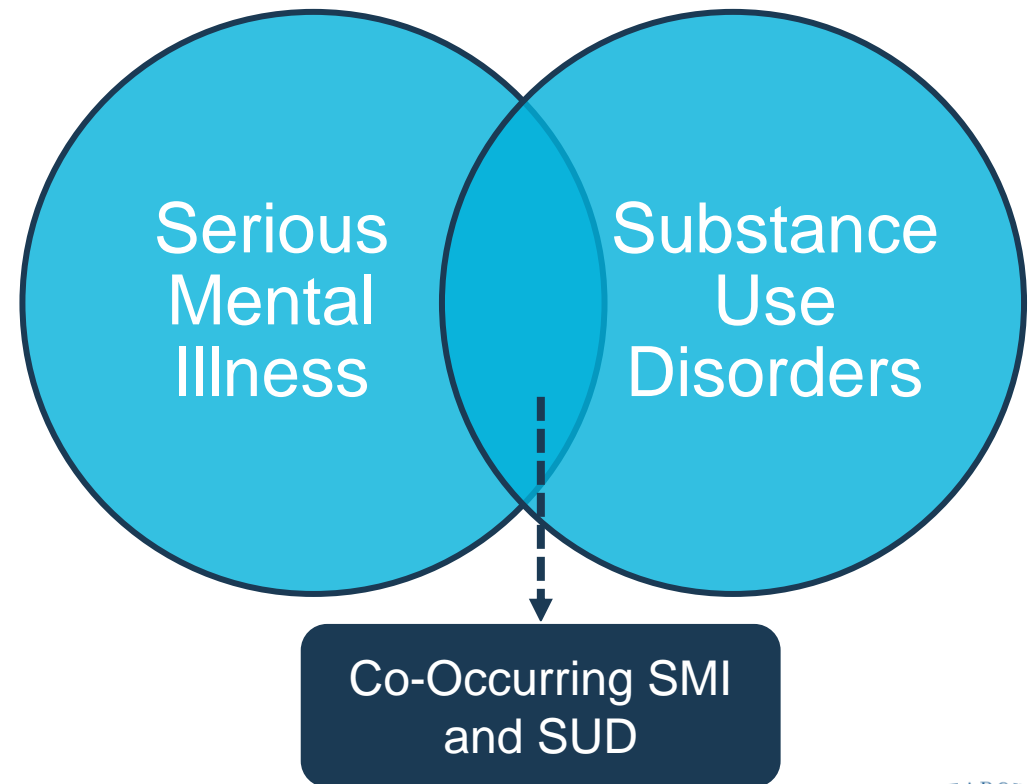 Serious
Mental
Illness
Substance
Use
Disorders
Co-Occurring SMI
and SUD